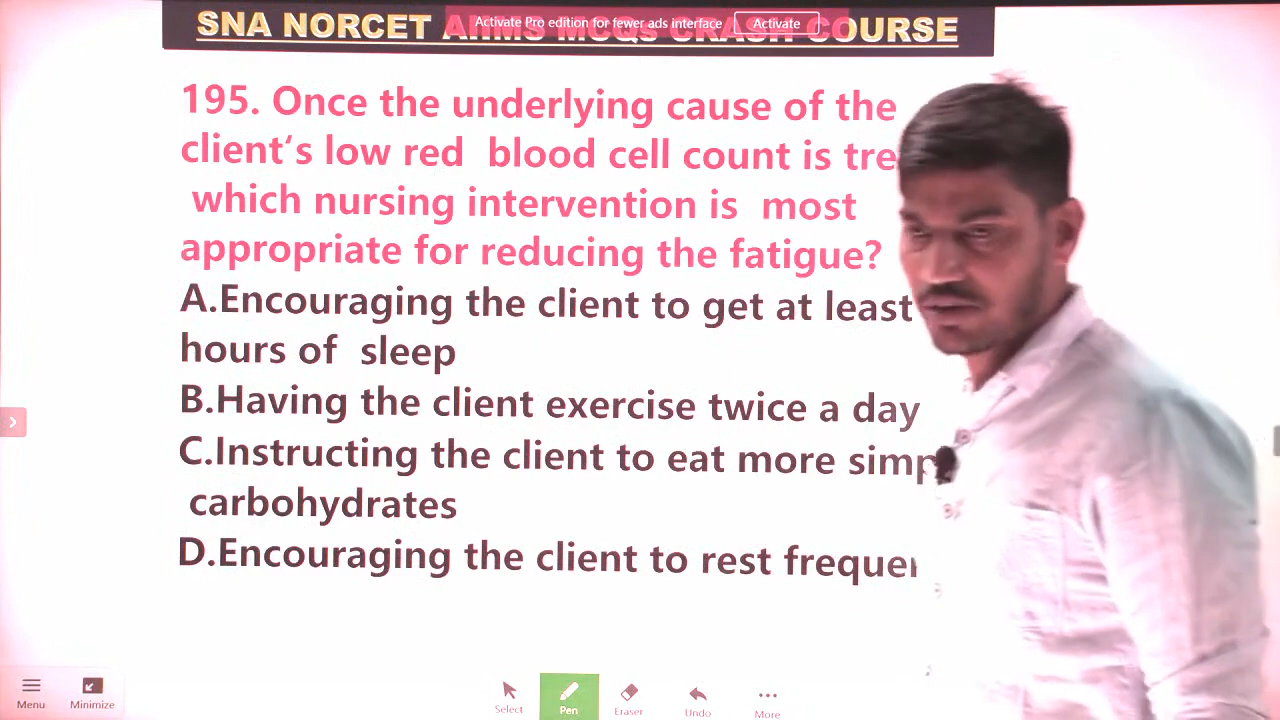 SNA NORCET AIIMS MCQs CRASH COURSE
Activate Pro edition for fewer ads interface Activate
195. Once the underlying cause of the
client‘s low red blood cell count is
which nursing intervention is most
appropriate for reducing the fatigue?
A.Encouraging the client to get at least
hours of sleep
B.Having the client exercise twice a day
C.Instructing the client to eat more
carbohydrates
D.Encouraging the client to rest
Menu Minimize Select Pen Eraser Undo More